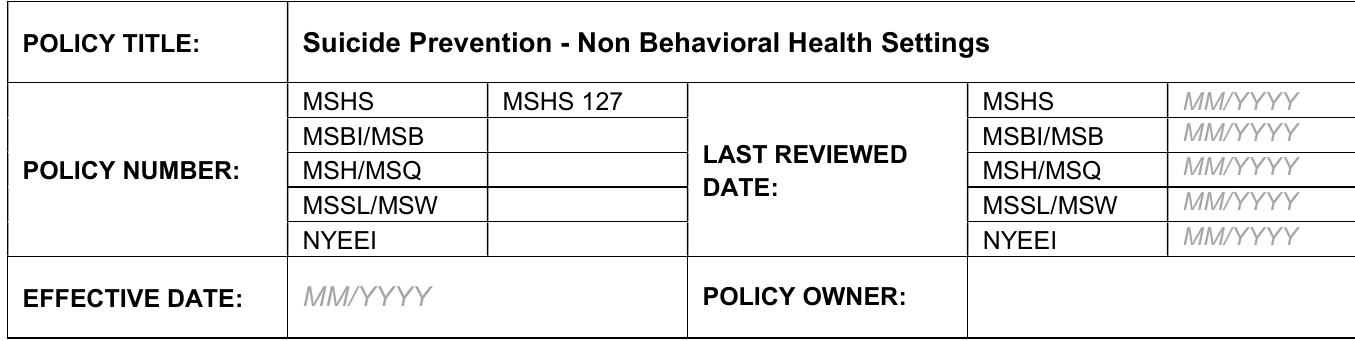 POLICY TITLE: Suicide Prevention - Non Behavioral Health Settings
POLICY NUMBER:
MSHS MSHS 127
MSBI/MSB
MSH/MSQ
MSSL/MSW
NYEEI
LAST REVIEWED
DATE:
MSHS MM/YYYY
MSBI/MSB MM/YYYY
MSH/MSQ MM/YYYY
MSSL/MSW MM/YYYY
NYEEI MM/YYYY
EFFECTIVE DATE: MM/YYYY POLICY OWNER: